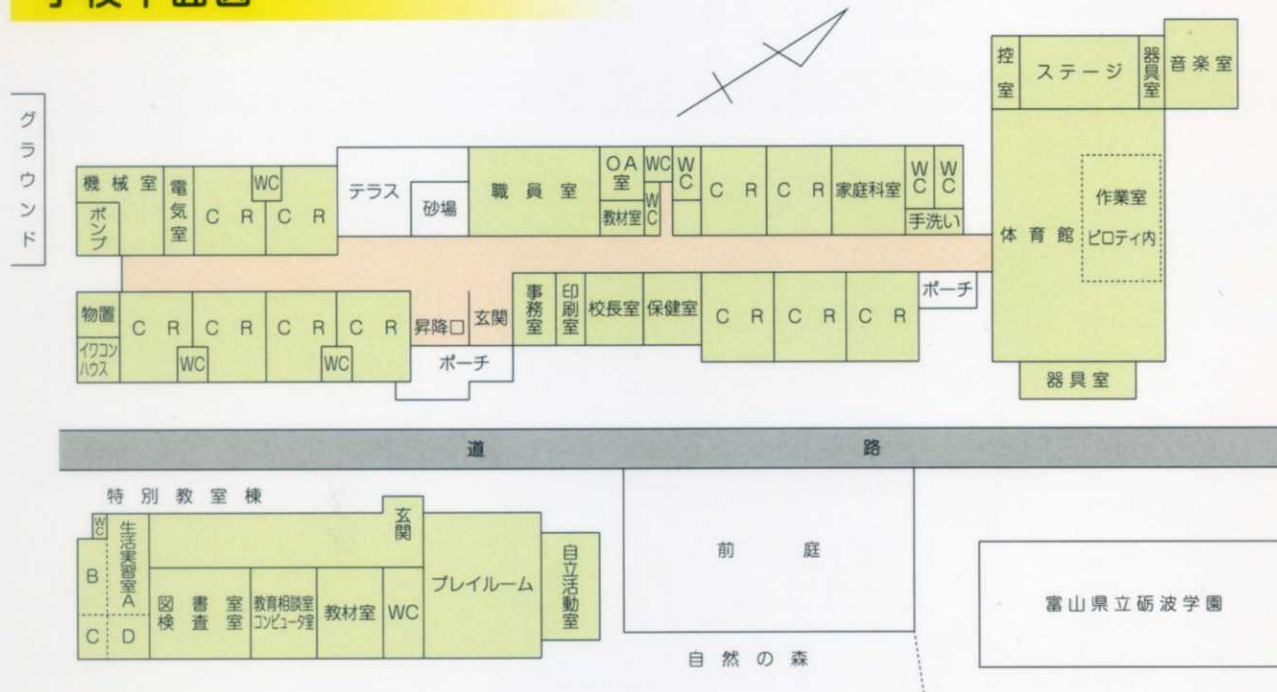 学校平面図
グラウンド
控室
ステージ
器具室
音楽室
機械室
ポンプ
電気室
WC
CR
CR
テラス
砂場
職員室
OA室
教材室
WC
WC
WC
CR
CR
家庭科室
WC
WC
手洗い
体育館
作業室
ピロティ内
物置
イワコンハウス
CR
CR
CR
CR
WC
WC
昇降口
玄関
ポーチ
事務室
印刷室
校長室
保健室
CR
CR
CR
ポーチ
器具室
道路
特別教室棟
WC
生活実習室A
B
C
D
図書室
検査室
教育相談室
コンピュータ室
教材室
WC
玄関
プレイルーム
自立活動室
前庭
自然の森
富山県立砺波学園